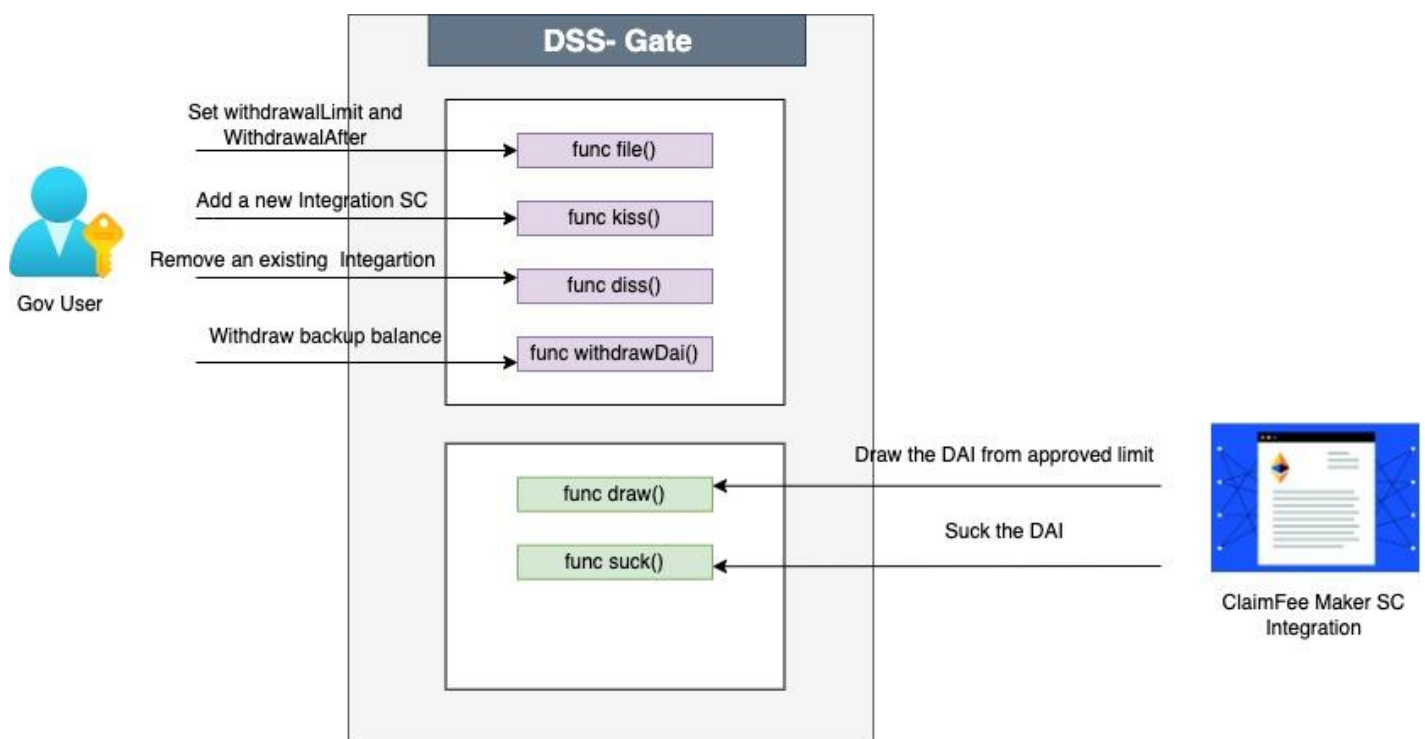 DSS- Gate
Set withdrawalLimit and
WithdrawalAfter
func file()
Add a new Integration SC
func kiss()
Remove an existing Integartion
func diss()
Gov User
Withdraw backup balance
func withdrawDai()
Draw the DAI from approved limit
func draw()
Suck the DAI
func suck()
ClaimFee Maker SC
Integration